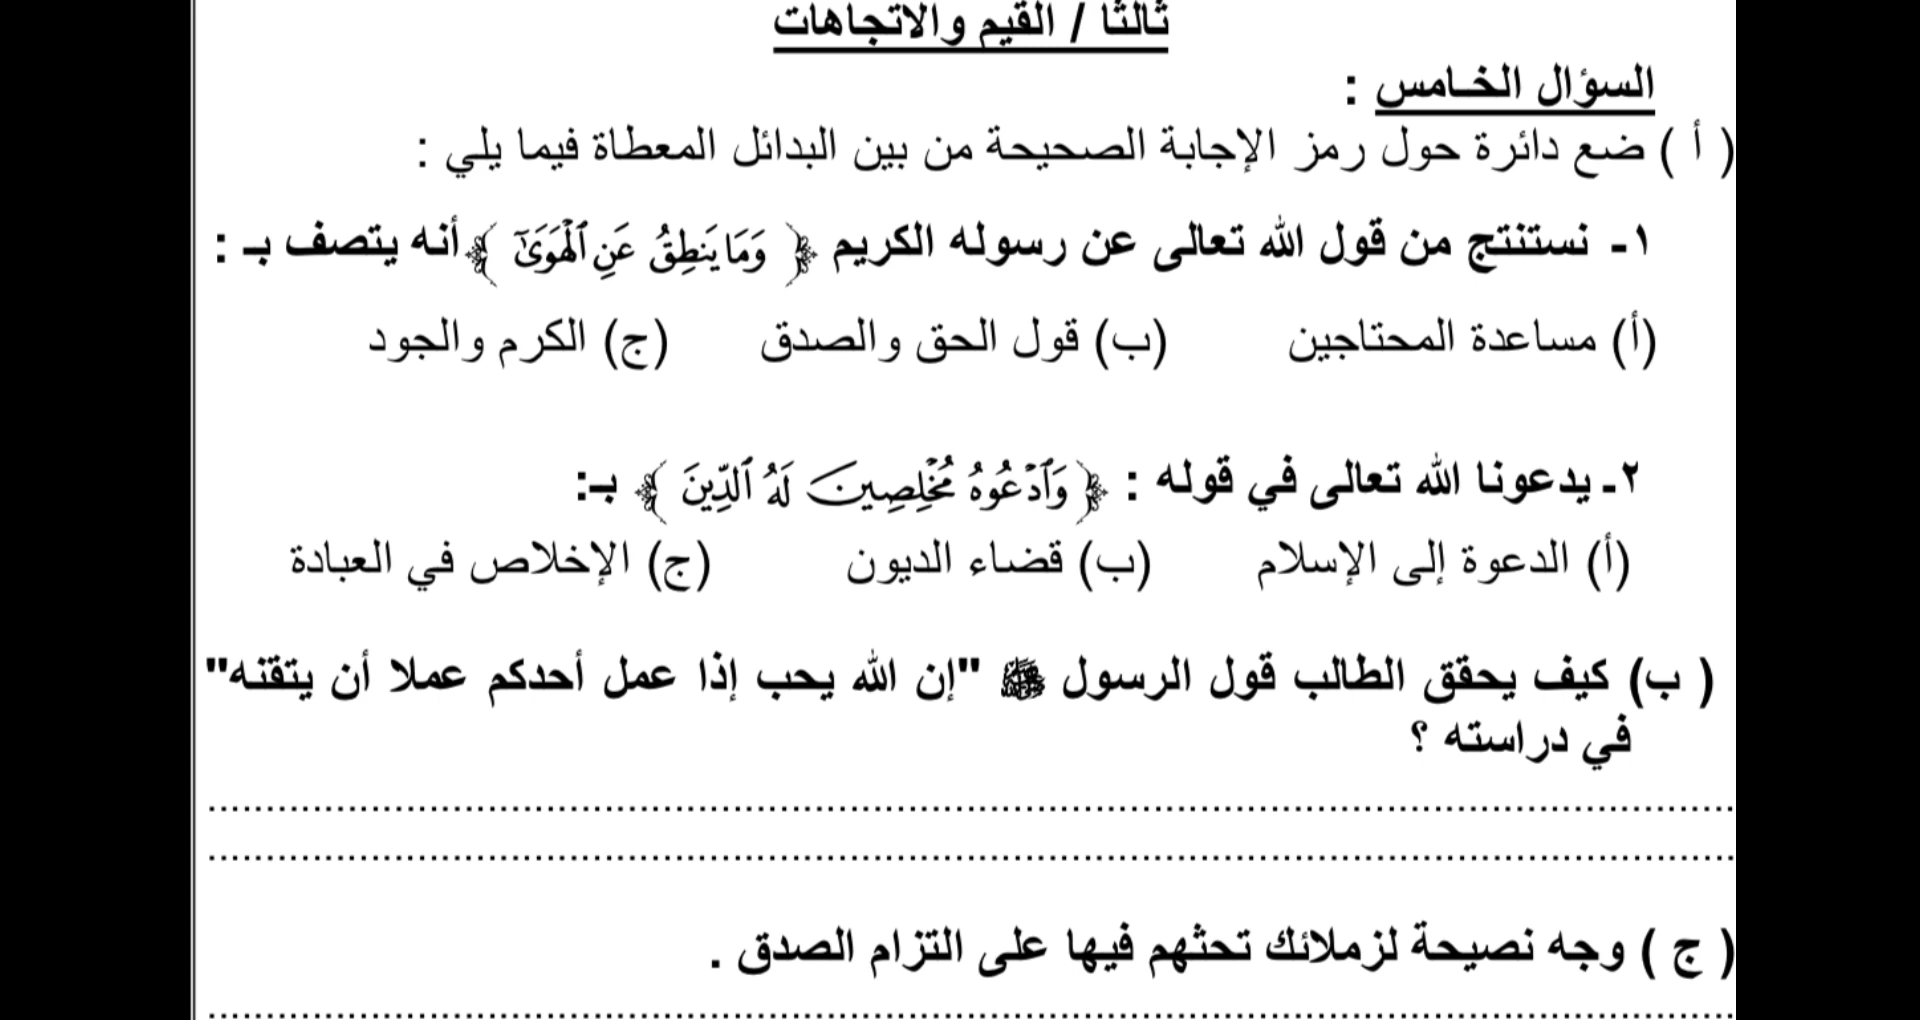 ثالثا / القيم والاتجاهات
السؤال الخـامس :
( أ ) ضع دائرة حول رمز الإجابة الصحيحة من بين البدائل المعطاة فيما يلي :
١- نستنتج من قول الله تعالى عن رسوله الكريم ﴿ وَمَا يَنطِقُ عَنِ ٱلْهَوَىٰٓ ﴾ أنه يتصف بـ :
(أ) مساعدة المحتاجين (ب) قول الحق والصدق (ج) الكرم والجود
٢- يدعونا الله تعالى في قوله : ﴿ وَٱدْعُوهُ مُخْلِصِينَ لَهُ ٱلدِّينَ ﴾ بـ:
(أ) الدعوة إلى الإسلام (ب) قضاء الديون (ج) الإخلاص في العبادة
( ب) كيف يحقق الطالب قول الرسول ﷺ "إن الله يحب إذا عمل أحدكم عملا أن يتقنه"
في دراسته ؟
................................................................................
................................................................................
( ج ) وجه نصيحة لزملائك تحثهم فيها على التزام الصدق .
................................................................................